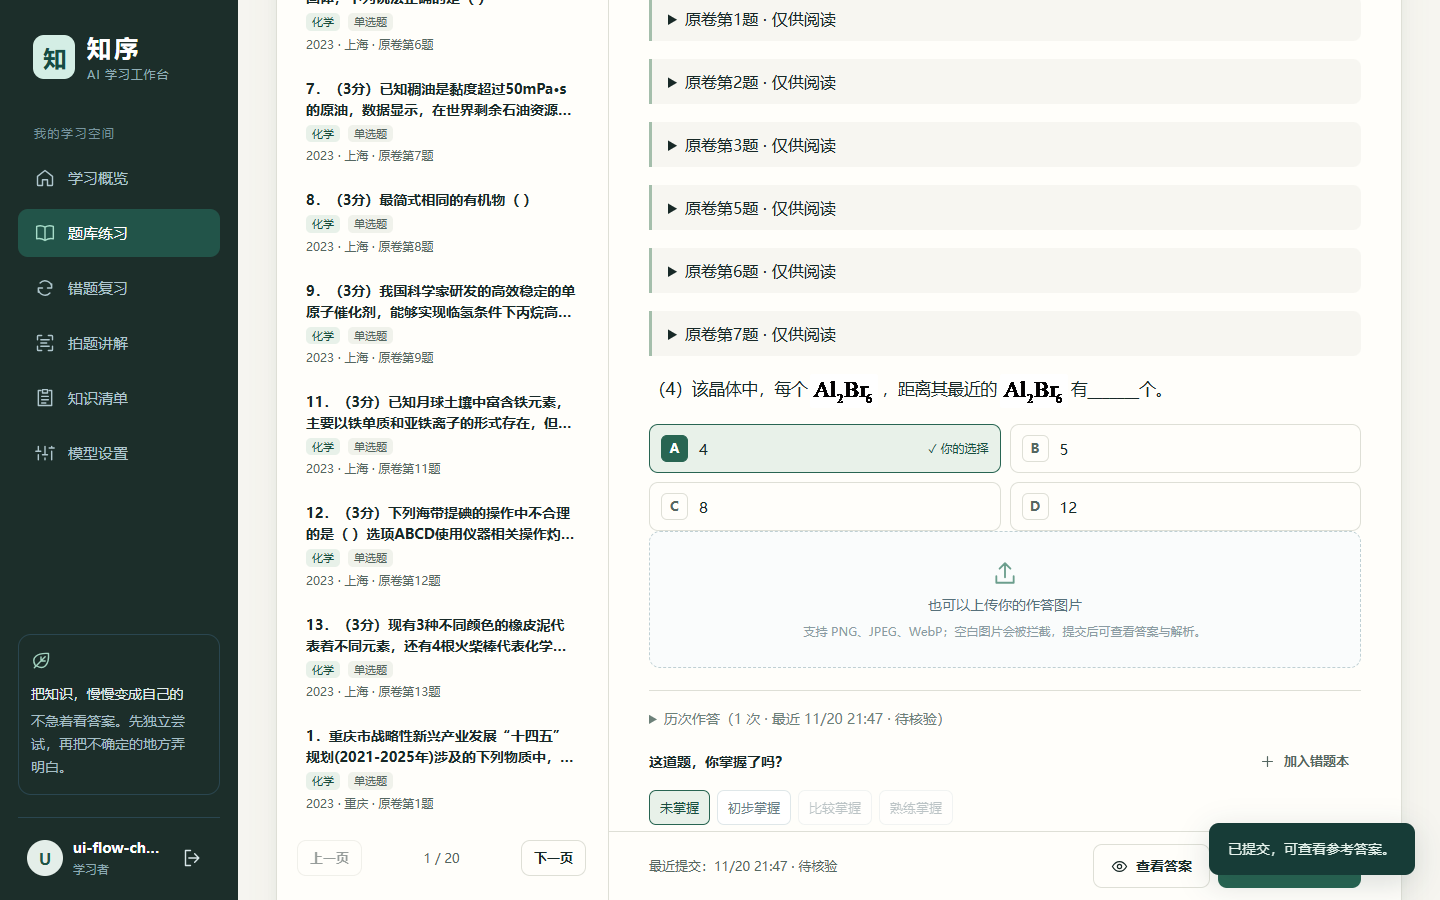 知
知序
AI 学习工作台
我的学习空间
学习概览
题库练习
错题复习
拍题讲解
知识清单
模型设置
把知识，慢慢变成自己的
不急着看答案。先独立尝
试，再把不确定的地方弄
明白。
U
ui-flow-ch...
学习者
化学 单选题
2023 · 上海 · 原卷第6题
7. （3分）已知稠油是黏度超过50mPa•s
的原油，数据显示，在世界剩余石油资源...
化学 单选题
2023 · 上海 · 原卷第7题
8. （3分）最简式相同的有机物（ ）
化学 单选题
2023 · 上海 · 原卷第8题
9. （3分）我国科学家研发的高效稳定的单
原子催化剂，能够实现临氢条件下丙烷高...
化学 单选题
2023 · 上海 · 原卷第9题
11. （3分）已知月球土壤中富含铁元素，
主要以铁单质和亚铁离子的形式存在，但...
化学 单选题
2023 · 上海 · 原卷第11题
12. （3分）下列海带提碘的操作中不合理
的是（ ）选项ABCD使用仪器相关操作灼...
化学 单选题
2023 · 上海 · 原卷第12题
13. （3分）现有3种不同颜色的橡皮泥代
表着不同元素，还有4根火柴棒代表化学...
化学 单选题
2023 · 上海 · 原卷第13题
1. 重庆市战略性新兴产业发展“十四五”
规划(2021-2025年)涉及的下列物质中，...
化学 单选题
2023 · 重庆 · 原卷第1题
上一页 1 / 20 下一页
▶ 原卷第1题 · 仅供阅读
▶ 原卷第2题 · 仅供阅读
▶ 原卷第3题 · 仅供阅读
▶ 原卷第5题 · 仅供阅读
▶ 原卷第6题 · 仅供阅读
▶ 原卷第7题 · 仅供阅读
（4）该晶体中，每个 Al₂Br₆ ，距离其最近的 Al₂Br₆ 有______个。
A 4 ✓ 你的选择
B 5
C 8
D 12
也可以上传你的作答图片
支持 PNG、JPEG、WebP；空白图片会被拦截，提交后可查看答案与解析。
▶ 历次作答（1 次 · 最近 11/20 21:47 · 待核验）
这道题，你掌握了吗？ ＋ 加入错题本
未掌握 初步掌握 比较掌握 熟练掌握
最近提交：11/20 21:47 · 待核验
查看答案
已提交，可查看参考答案。